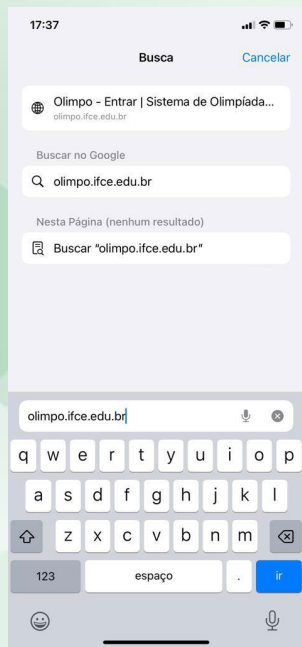 17:37
Busca
Cancelar
Olimpo - Entrar | Sistema de Olimpíada...
olimpo.ifce.edu.br
Buscar no Google
olimpo.ifce.edu.br
Nesta Página (nenhum resultado)
Buscar “olimpo.ifce.edu.br”
olimpo.ifce.edu.br
q w e r t y u i o p
a s d f g h j k l
z x c v b n m
123 espaço . ir